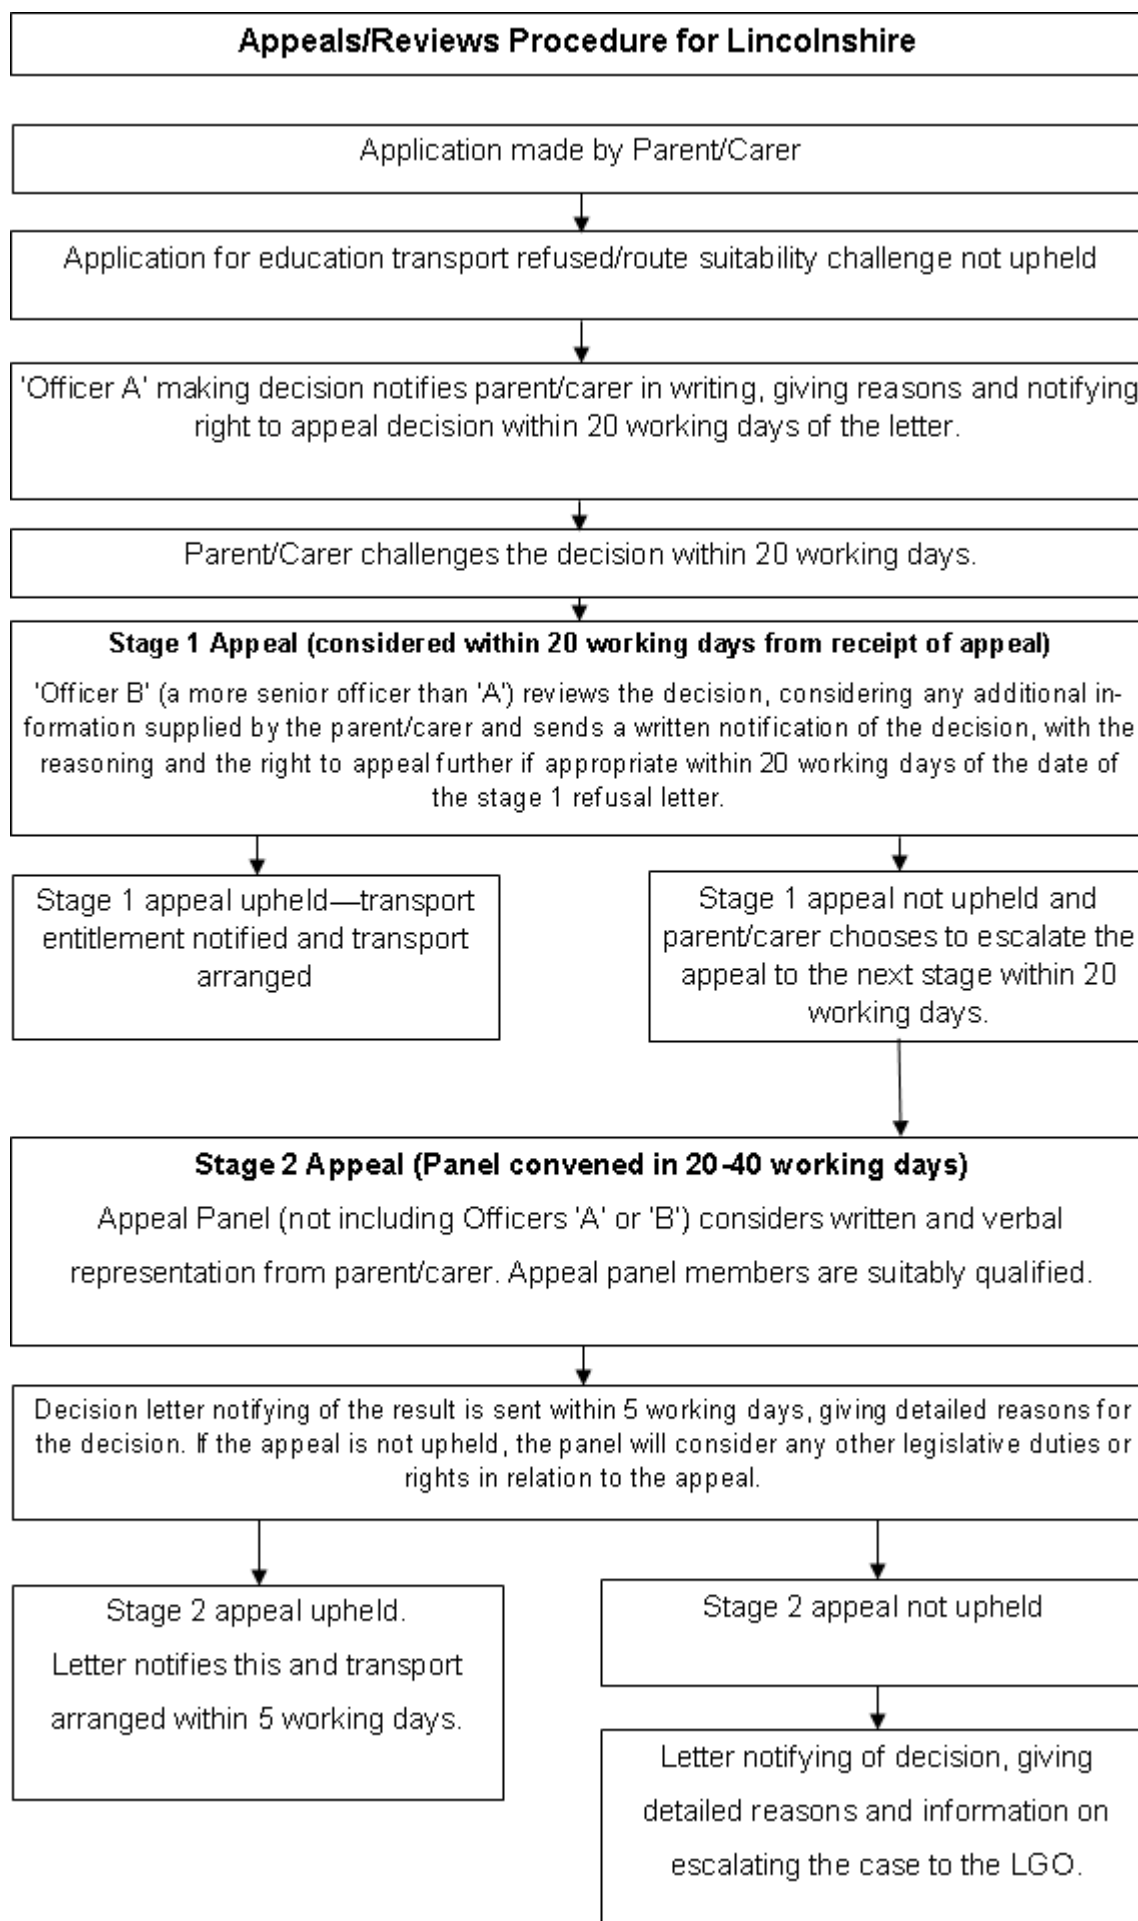 Appeals/Reviews Procedure for Lincolnshire
Application made by Parent/Carer
Application for education transport refused/route suitability challenge not upheld
'Officer A' making decision notifies parent/carer in writing, giving reasons and notifying
right to appeal decision within 20 working days of the letter.
Parent/Carer challenges the decision within 20 working days.
Stage 1 Appeal (considered within 20 working days from receipt of appeal)
'Officer B' (a more senior officer than 'A') reviews the decision, considering any additional in-
formation supplied by the parent/carer and sends a written notification of the decision, with the
reasoning and the right to appeal further if appropriate within 20 working days of the date of
the stage 1 refusal letter.
Stage 1 appeal upheld—transport
entitlement notified and transport
arranged
Stage 1 appeal not upheld and
parent/carer chooses to escalate the
appeal to the next stage within 20
working days.
Stage 2 Appeal (Panel convened in 20-40 working days)
Appeal Panel (not including Officers 'A' or 'B') considers written and verbal
representation from parent/carer. Appeal panel members are suitably qualified.
Decision letter notifying of the result is sent within 5 working days, giving detailed reasons for
the decision. If the appeal is not upheld, the panel will consider any other legislative duties or
rights in relation to the appeal.
Stage 2 appeal upheld.
Letter notifies this and transport
arranged within 5 working days.
Stage 2 appeal not upheld
Letter notifying of decision, giving
detailed reasons and information on
escalating the case to the LGO.